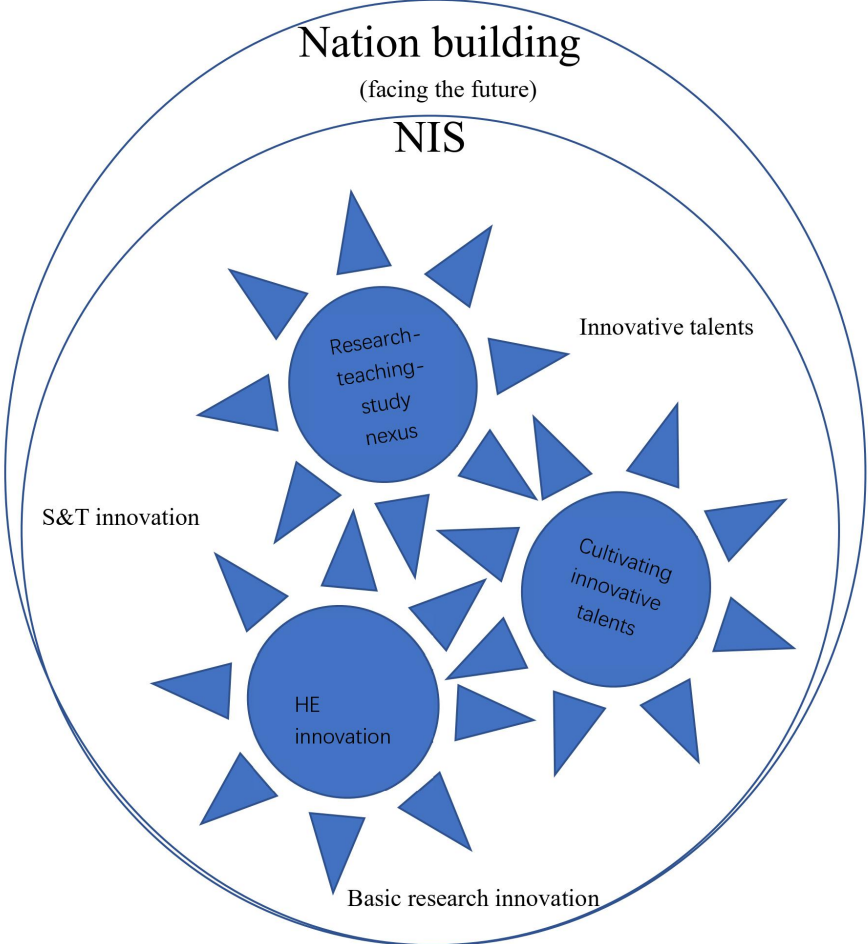 Nation building
(facing the future)
NIS
Research-
teaching-
study
nexus
Innovative talents
S&T innovation
Cultivating
innovative
talents
HE
innovation
Basic research innovation